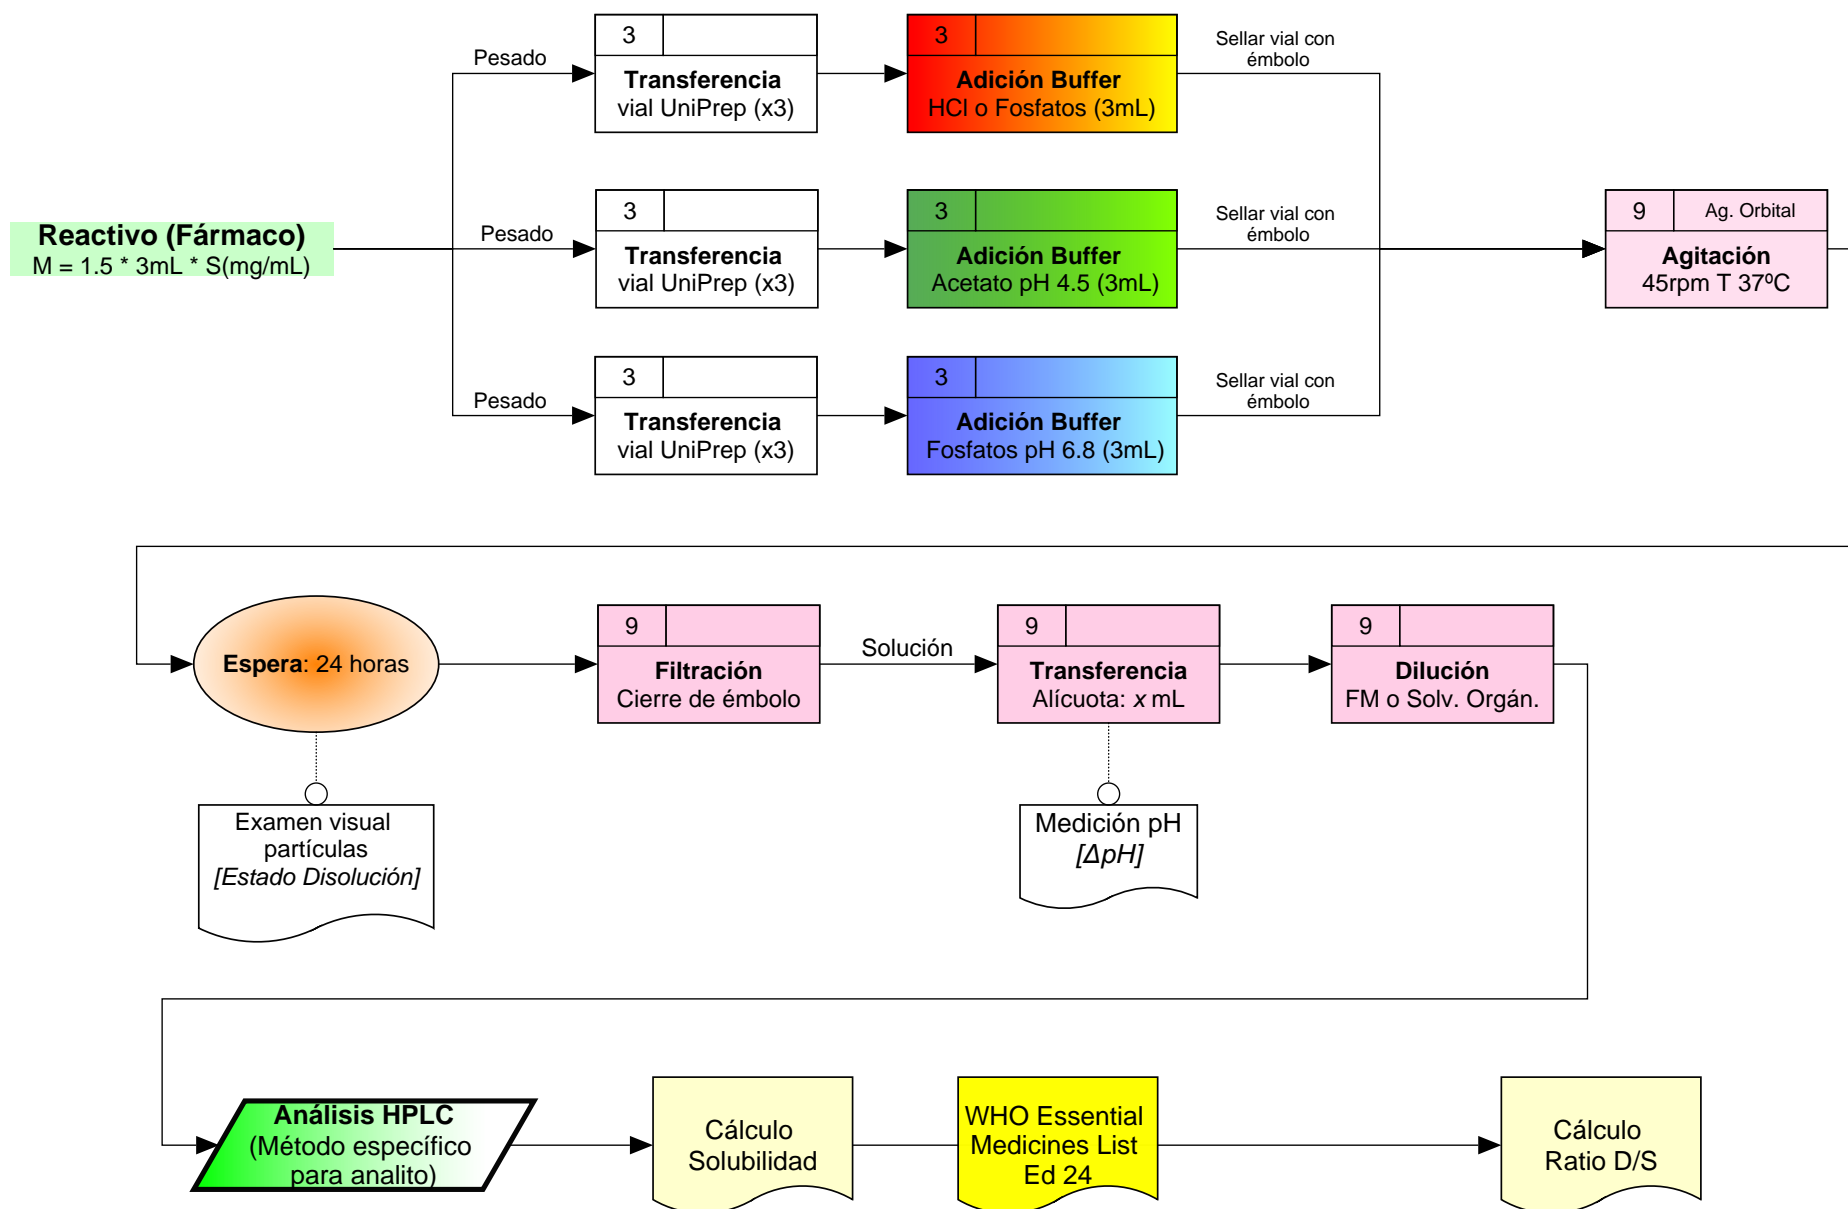 Reactivo (Fármaco)
M = 1.5 * 3mL * S(mg/mL)
Pesado
3
Transferencia
vial UniPrep (x3)
3
Adición Buffer
HCl o Fosfatos (3mL)
Sellar vial con
émbolo
Pesado
3
Transferencia
vial UniPrep (x3)
3
Adición Buffer
Acetato pH 4.5 (3mL)
Sellar vial con
émbolo
Pesado
3
Transferencia
vial UniPrep (x3)
3
Adición Buffer
Fosfatos pH 6.8 (3mL)
Sellar vial con
émbolo
9
Ag. Orbital
Agitación
45rpm T 37ºC
Espera: 24 horas
Examen visual
partículas
[Estado Disolución]
9
Filtración
Cierre de émbolo
Solución
9
Transferencia
Alícuota: x mL
Medición pH
[ΔpH]
9
Dilución
FM o Solv. Orgán.
Análisis HPLC
(Método específico
para analito)
Cálculo
Solubilidad
WHO Essential
Medicines List
Ed 24
Cálculo
Ratio D/S